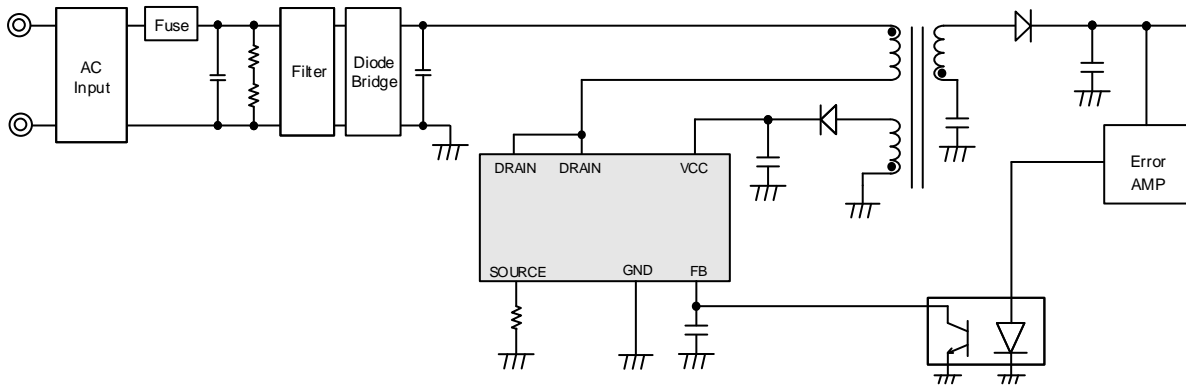 Fuse
AC
Input
Filter
Diode
Bridge
DRAIN
DRAIN
VCC
SOURCE
GND
FB
Error
AMP